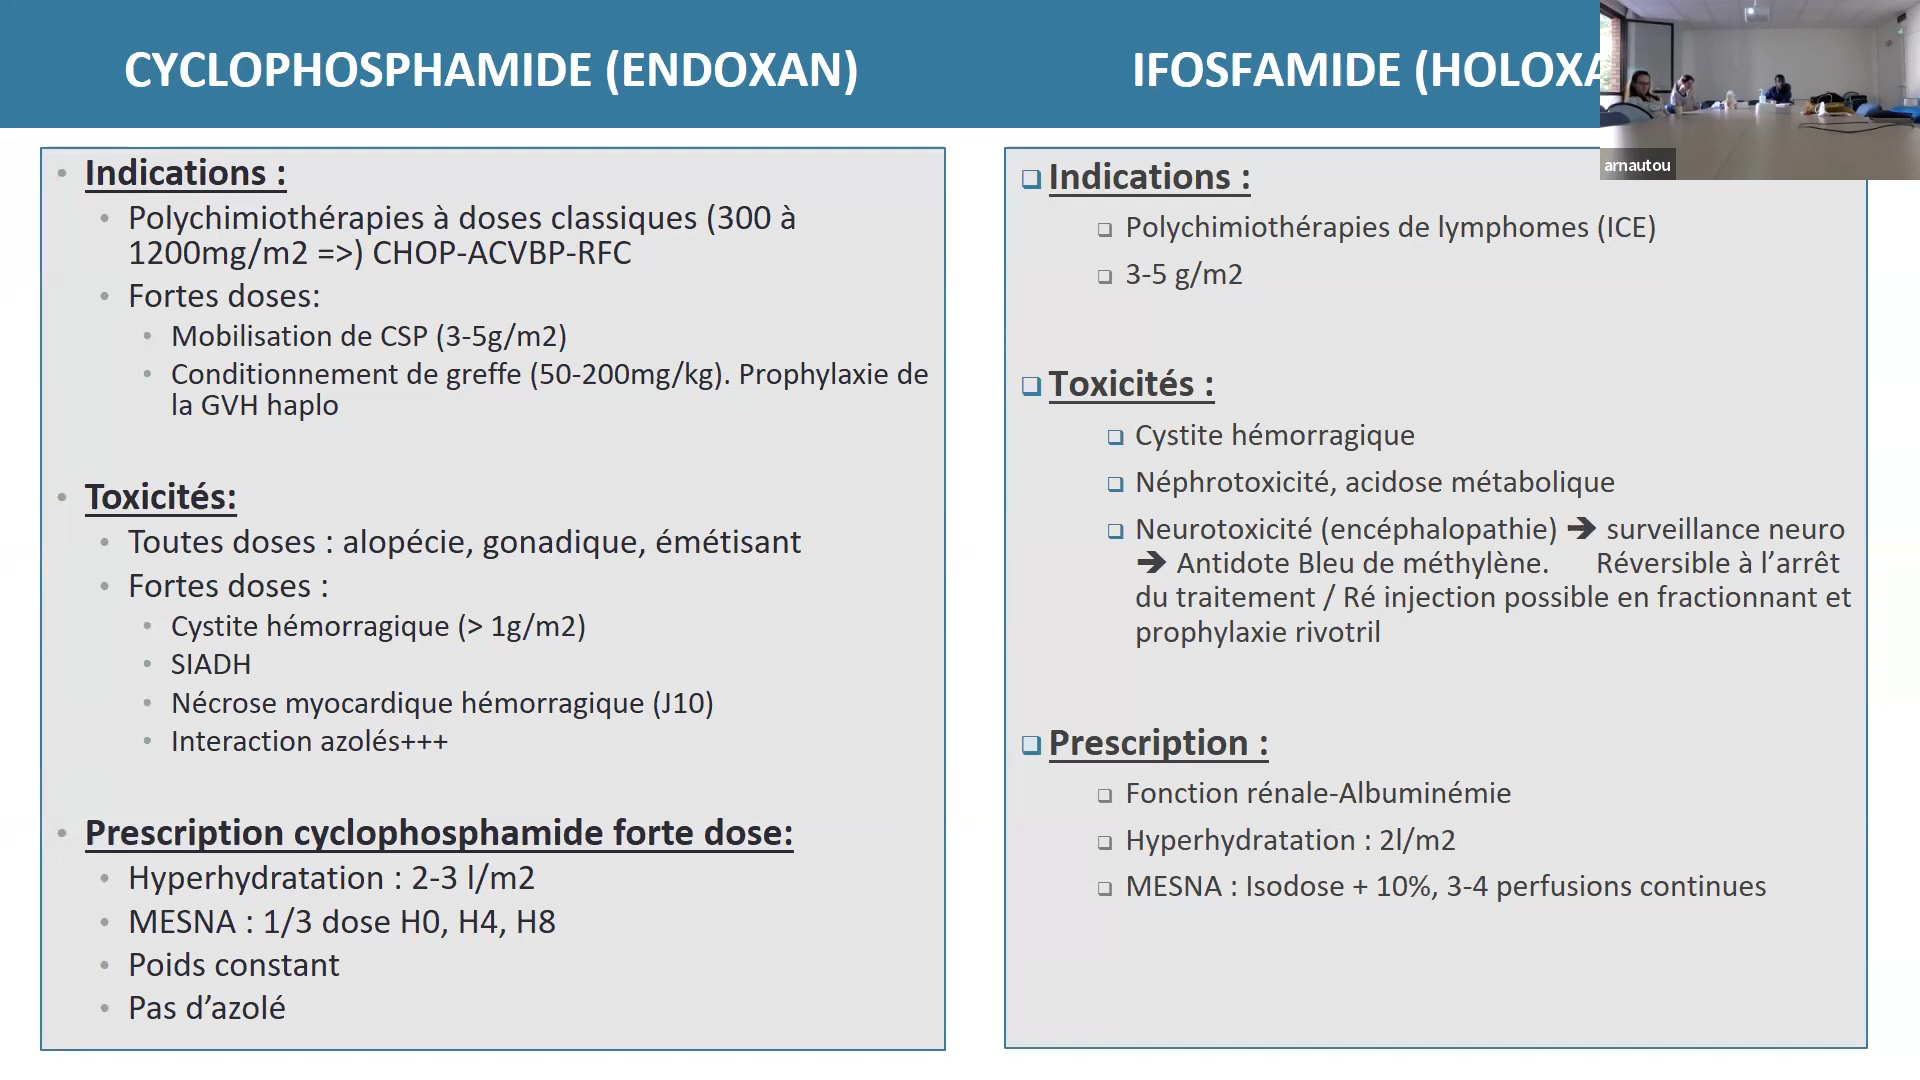 CYCLOPHOSPHAMIDE (ENDOXAN)
Indications :
Polychimiothérapies à doses classiques (300 à
1200mg/m2 =>) CHOP-ACVBP-RFC
Fortes doses:
Mobilisation de CSP (3-5g/m2)
Conditionnement de greffe (50-200mg/kg). Prophylaxie de
la GVH haplo
Toxicités:
Toutes doses : alopécie, gonadique, émétisant
Fortes doses :
Cystite hémorragique (> 1g/m2)
SIADH
Nécrose myocardique hémorragique (J10)
Interaction azolés+++
Prescription cyclophosphamide forte dose:
Hyperhydratation : 2-3 l/m2
MESNA : 1/3 dose H0, H4, H8
Poids constant
Pas d’azolé
IFOSFAMIDE (HOLOXA
arnautou
Indications :
Polychimiothérapies de lymphomes (ICE)
3-5 g/m2
Toxicités :
Cystite hémorragique
Néphrotoxicité, acidose métabolique
Neurotoxicité (encéphalopathie) ➔ surveillance neuro
➔ Antidote Bleu de méthylène. Réversible à l’arrêt
du traitement / Ré injection possible en fractionnant et
prophylaxie rivotril
Prescription :
Fonction rénale-Albuminémie
Hyperhydratation : 2l/m2
MESNA : Isodose + 10%, 3-4 perfusions continues